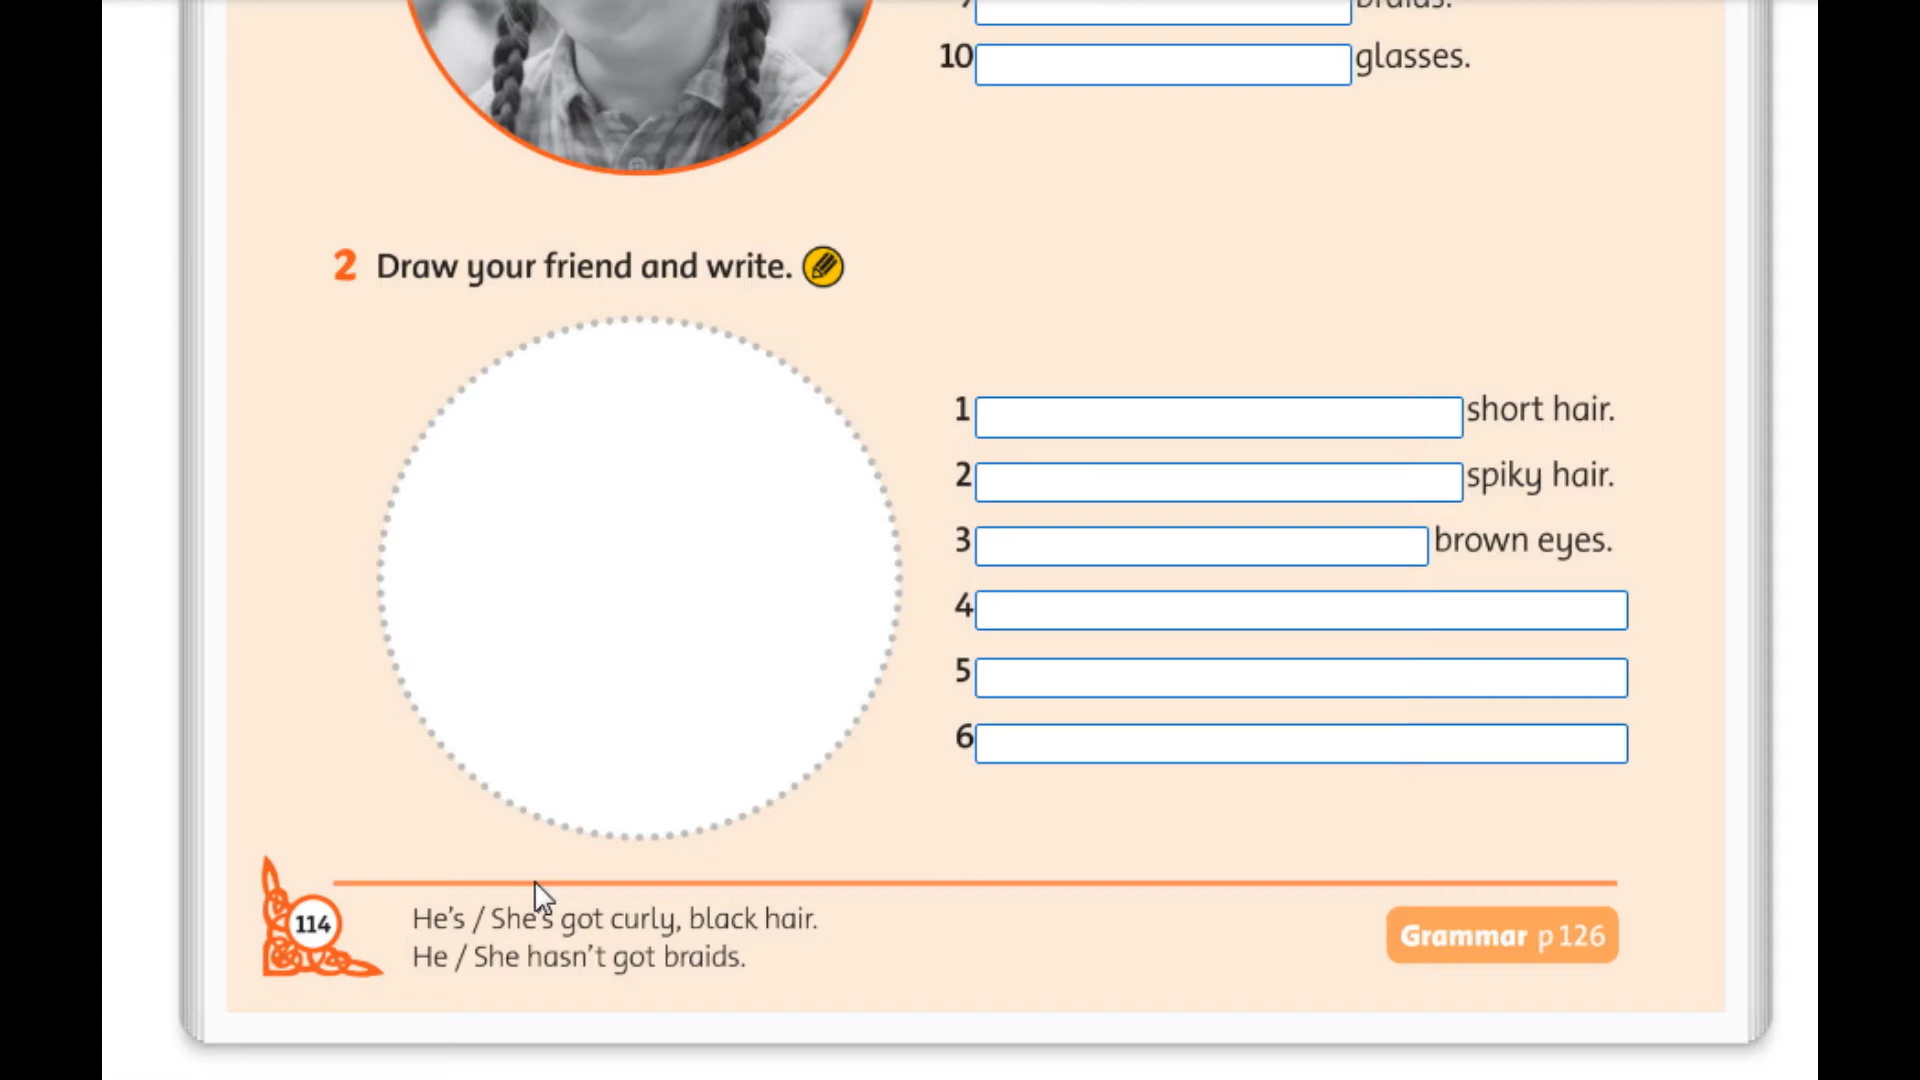 braids.
10 glasses.
2 Draw your friend and write.
1 short hair.
2 spiky hair.
3 brown eyes.
4
5
6
114
He's / She's got curly, black hair.
He / She hasn't got braids.
Grammar p 126